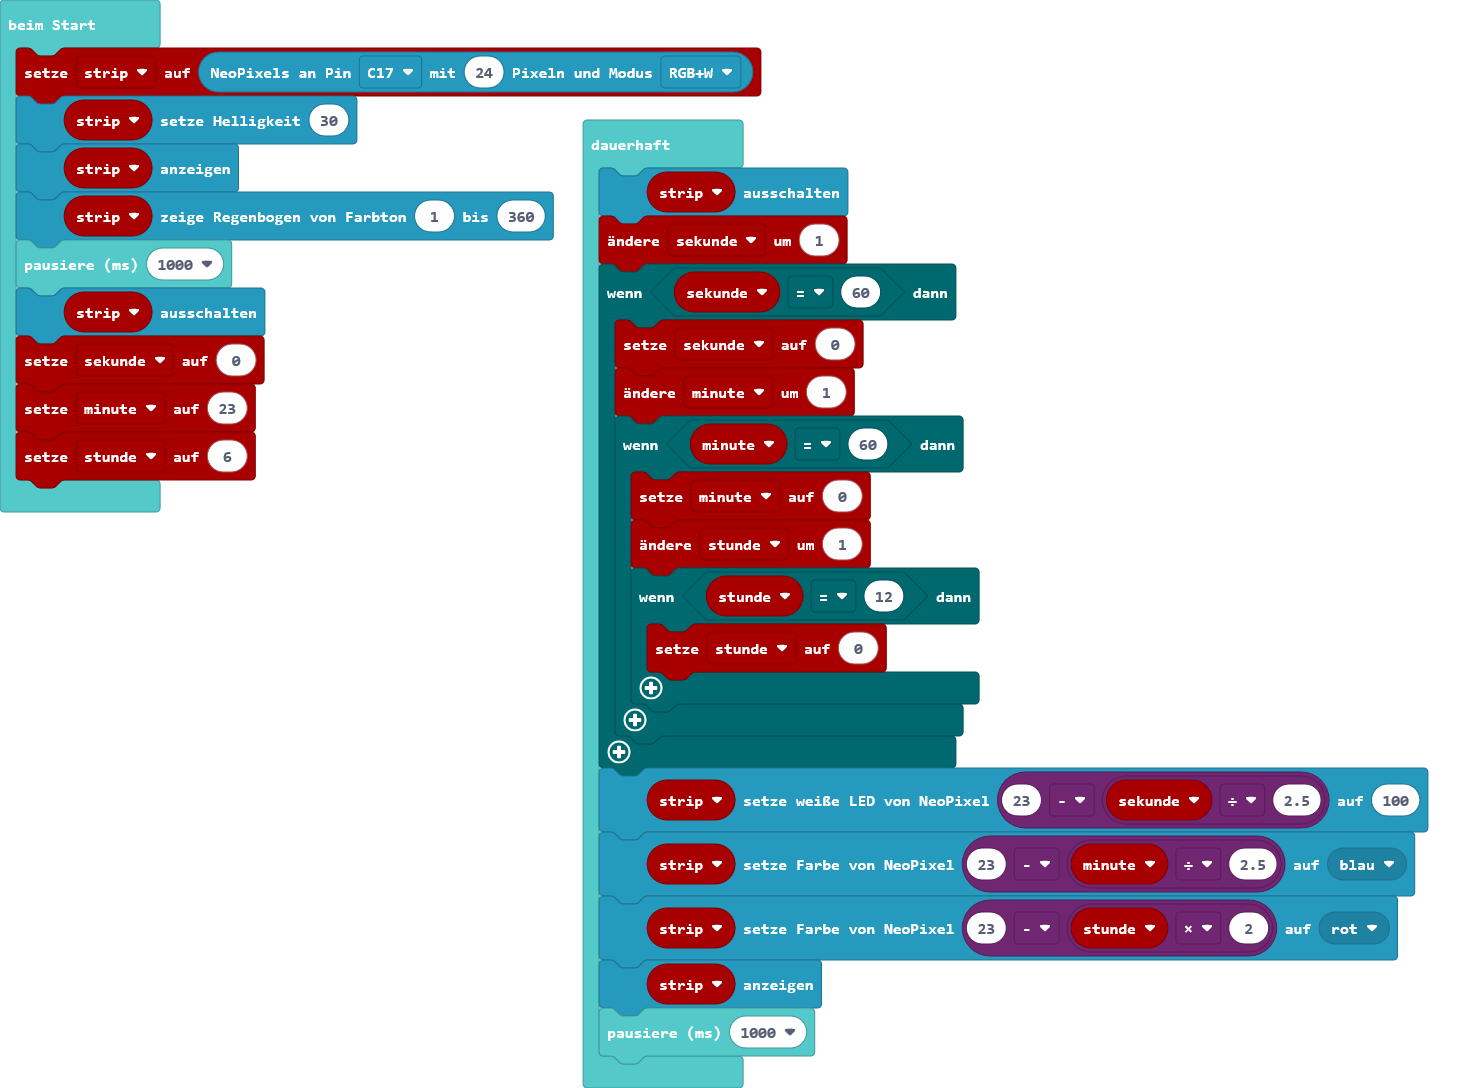 beim Start
setze strip auf NeoPixels an Pin C17 mit 24 Pixeln und Modus RGB+W
strip setze Helligkeit 30
strip anzeigen
strip zeige Regenbogen von Farbton 1 bis 360
pausiere (ms) 1000
strip ausschalten
setze sekunde auf 0
setze minute auf 23
setze stunde auf 6
dauerhaft
strip ausschalten
ändere sekunde um 1
wenn sekunde = 60 dann
setze sekunde auf 0
ändere minute um 1
wenn minute = 60 dann
setze minute auf 0
ändere stunde um 1
wenn stunde = 12 dann
setze stunde auf 0
strip setze weiße LED von NeoPixel 23 - sekunde ÷ 2.5 auf 100
strip setze Farbe von NeoPixel 23 - minute ÷ 2.5 auf blau
strip setze Farbe von NeoPixel 23 - stunde × 2 auf rot
strip anzeigen
pausiere (ms) 1000